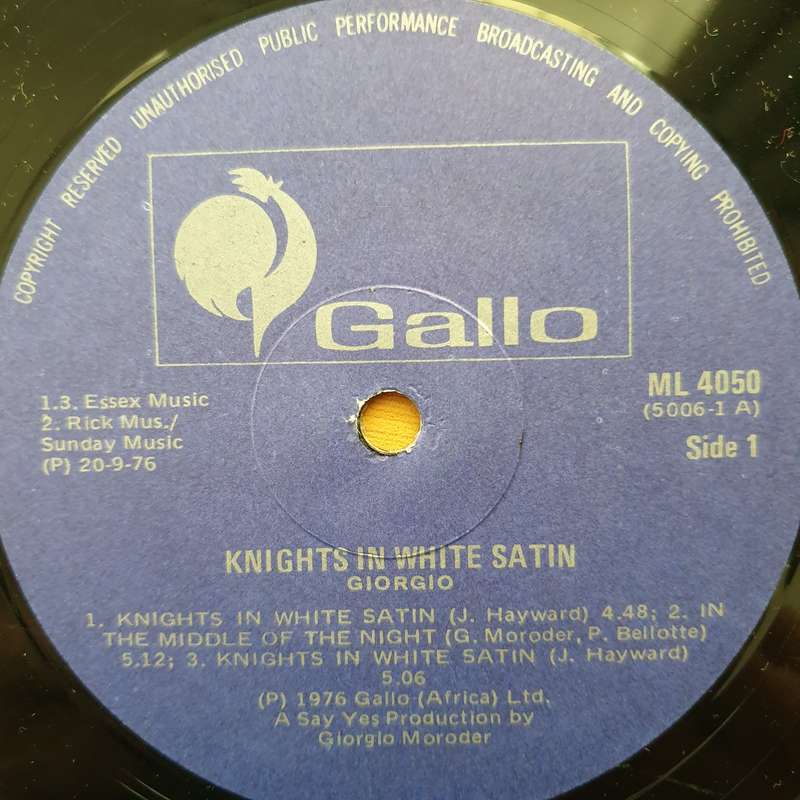 COPYRIGHT RESERVED UNAUTHORISED PUBLIC PERFORMANCE BROADCASTING AND COPYING PROHIBITED
Gallo
1.3. Essex Music
2. Rick Mus./
Sunday Music
(P) 20-9-76
ML 4050
(5006-1 A)
Side 1
KNIGHTS IN WHITE SATIN
GIORGIO
1. KNIGHTS IN WHITE SATIN (J. Hayward) 4.48; 2. IN
THE MIDDLE OF THE NIGHT (G. Moroder, P. Bellotte)
5.12; 3. KNIGHTS IN WHITE SATIN (J. Hayward)
5.06
(P) 1976 Gallo (Africa) Ltd.
A Say Yes Production by
Giorgio Moroder